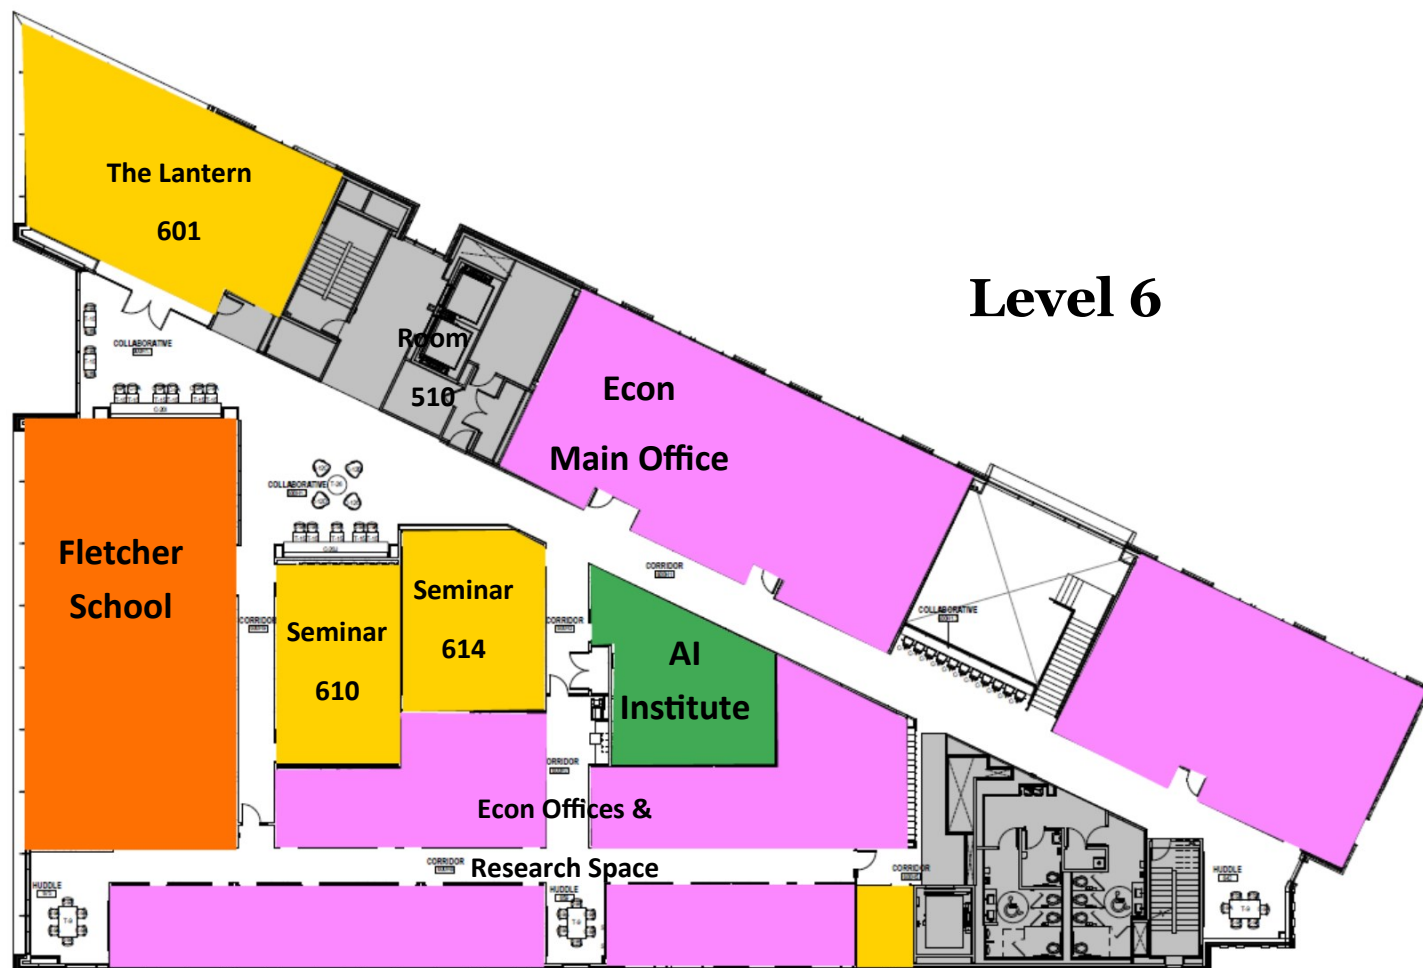 The Lantern
601
Level 6
COLLABORATIVE
Room
510
Econ
Main Office
COLLABORATIVE
Fletcher
School
CORRIDOR
Seminar
614
CORRIDOR
CORRIDOR
Seminar
610
AI
Institute
COLLABORATIVE
CORRIDOR
Econ Offices &
Research Space
CORRIDOR
CORRIDOR
HUDDLE
HUDDLE
HUDDLE